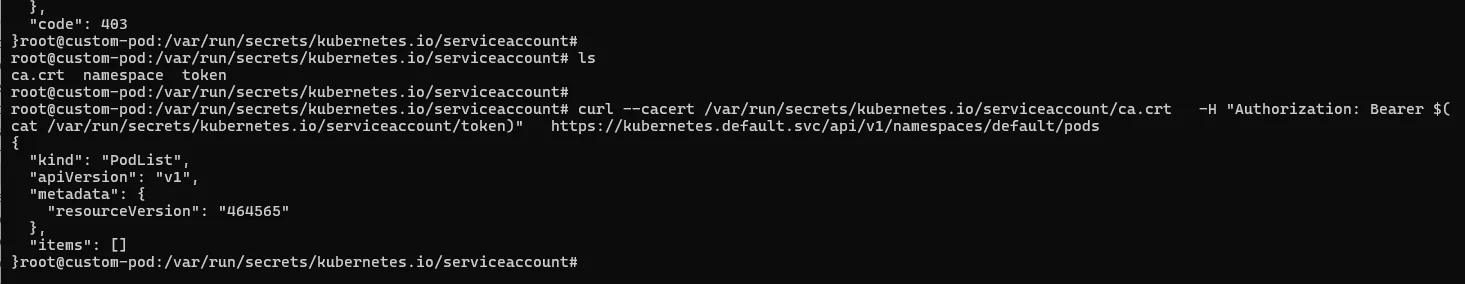 },
  "code": 403
}root@custom-pod:/var/run/secrets/kubernetes.io/serviceaccount#
root@custom-pod:/var/run/secrets/kubernetes.io/serviceaccount# ls
ca.crt  namespace  token
root@custom-pod:/var/run/secrets/kubernetes.io/serviceaccount#
root@custom-pod:/var/run/secrets/kubernetes.io/serviceaccount# curl --cacert /var/run/secrets/kubernetes.io/serviceaccount/ca.crt   -H "Authorization: Bearer $(
cat /var/run/secrets/kubernetes.io/serviceaccount/token)"   https://kubernetes.default.svc/api/v1/namespaces/default/pods
{
  "kind": "PodList",
  "apiVersion": "v1",
  "metadata": {
    "resourceVersion": "464565"
  },
  "items": []
}root@custom-pod:/var/run/secrets/kubernetes.io/serviceaccount#